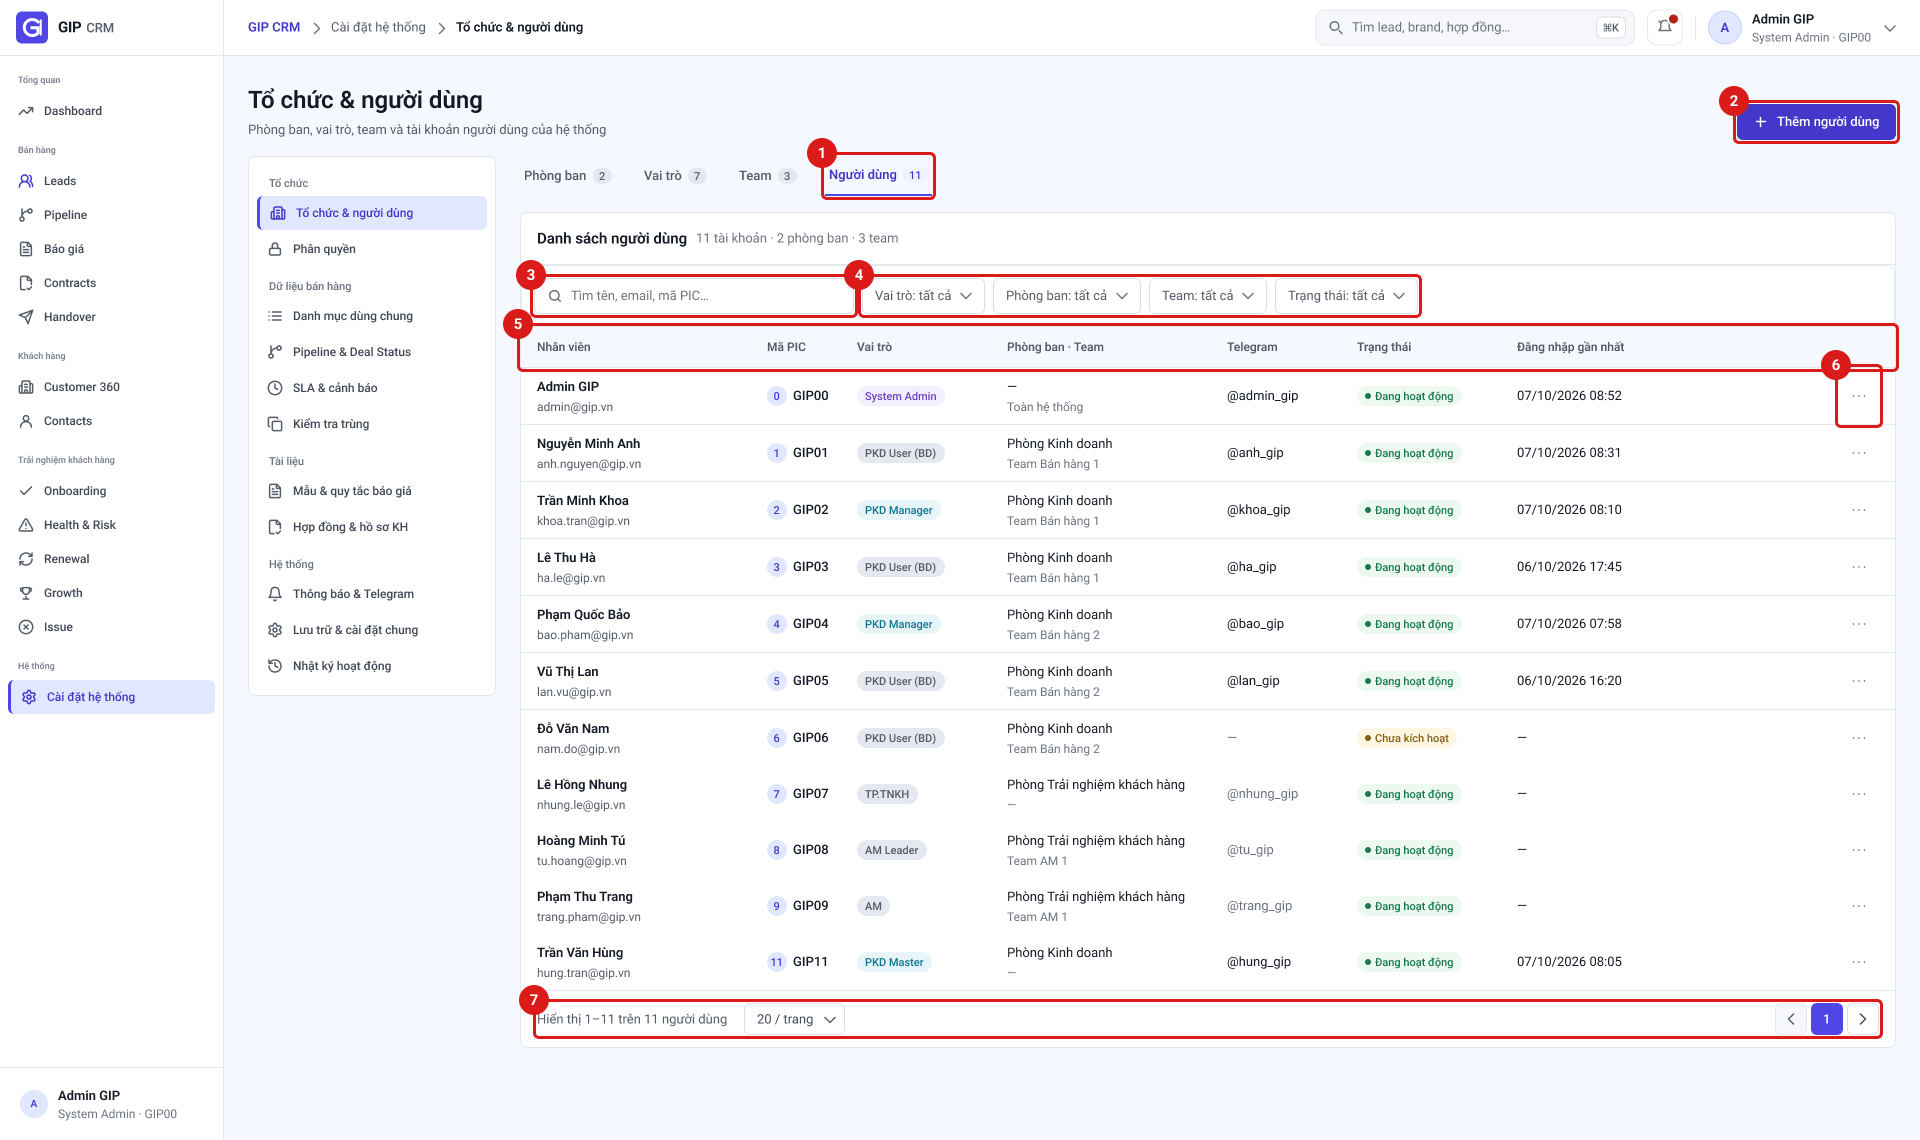 GIP CRM
GIP CRM
Cài đặt hệ thống
Tổ chức & người dùng
Tìm lead, brand, hợp đồng...
⌘K
A
Admin GIP
System Admin · GIP00
Tổng quan
Dashboard
Bán hàng
Leads
Pipeline
Báo giá
Contracts
Handover
Khách hàng
Customer 360
Contacts
Trải nghiệm khách hàng
Onboarding
Health & Risk
Renewal
Growth
Issue
Hệ thống
Cài đặt hệ thống
A
Admin GIP
System Admin · GIP00
Tổ chức & người dùng
Phòng ban, vai trò, team và tài khoản người dùng của hệ thống
2
+ Thêm người dùng
Tổ chức
Tổ chức & người dùng
Phân quyền
Dữ liệu bán hàng
Danh mục dùng chung
Pipeline & Deal Status
SLA & cảnh báo
Kiểm tra trùng
Tài liệu
Mẫu & quy tắc báo giá
Hợp đồng & hồ sơ KH
Hệ thống
Thông báo & Telegram
Lưu trữ & cài đặt chung
Nhật ký hoạt động
Phòng ban 2
Vai trò 7
Team 3
1
Người dùng 11
Danh sách người dùng 11 tài khoản · 2 phòng ban · 3 team
3
Tìm tên, email, mã PIC...
4
Vai trò: tất cả
Phòng ban: tất cả
Team: tất cả
Trạng thái: tất cả
5
Nhân viên Mã PIC Vai trò Phòng ban · Team Telegram Trạng thái Đăng nhập gần nhất
6
Admin GIP
admin@gip.vn
0 GIP00 System Admin
—
Toàn hệ thống
@admin_gip Đang hoạt động 07/10/2026 08:52 ...
Nguyễn Minh Anh
anh.nguyen@gip.vn
1 GIP01 PKD User (BD)
Phòng Kinh doanh
Team Bán hàng 1
@anh_gip Đang hoạt động 07/10/2026 08:31 ...
Trần Minh Khoa
khoa.tran@gip.vn
2 GIP02 PKD Manager
Phòng Kinh doanh
Team Bán hàng 1
@khoa_gip Đang hoạt động 07/10/2026 08:10 ...
Lê Thu Hà
ha.le@gip.vn
3 GIP03 PKD User (BD)
Phòng Kinh doanh
Team Bán hàng 1
@ha_gip Đang hoạt động 06/10/2026 17:45 ...
Phạm Quốc Bảo
bao.pham@gip.vn
4 GIP04 PKD Manager
Phòng Kinh doanh
Team Bán hàng 2
@bao_gip Đang hoạt động 07/10/2026 07:58 ...
Vũ Thị Lan
lan.vu@gip.vn
5 GIP05 PKD User (BD)
Phòng Kinh doanh
Team Bán hàng 2
@lan_gip Đang hoạt động 06/10/2026 16:20 ...
Đỗ Văn Nam
nam.do@gip.vn
6 GIP06 PKD User (BD)
Phòng Kinh doanh
Team Bán hàng 2
— Chưa kích hoạt — ...
Lê Hồng Nhung
nhung.le@gip.vn
7 GIP07 TP.TNKH
Phòng Trải nghiệm khách hàng
—
@nhung_gip Đang hoạt động — ...
Hoàng Minh Tú
tu.hoang@gip.vn
8 GIP08 AM Leader
Phòng Trải nghiệm khách hàng
Team AM 1
@tu_gip Đang hoạt động — ...
Phạm Thu Trang
trang.pham@gip.vn
9 GIP09 AM
Phòng Trải nghiệm khách hàng
Team AM 1
@trang_gip Đang hoạt động — ...
Trần Văn Hùng
hung.tran@gip.vn
11 GIP11 PKD Master
Phòng Kinh doanh
—
@hung_gip Đang hoạt động 07/10/2026 08:05 ...
7
Hiển thị 1–11 trên 11 người dùng
20 / trang
1